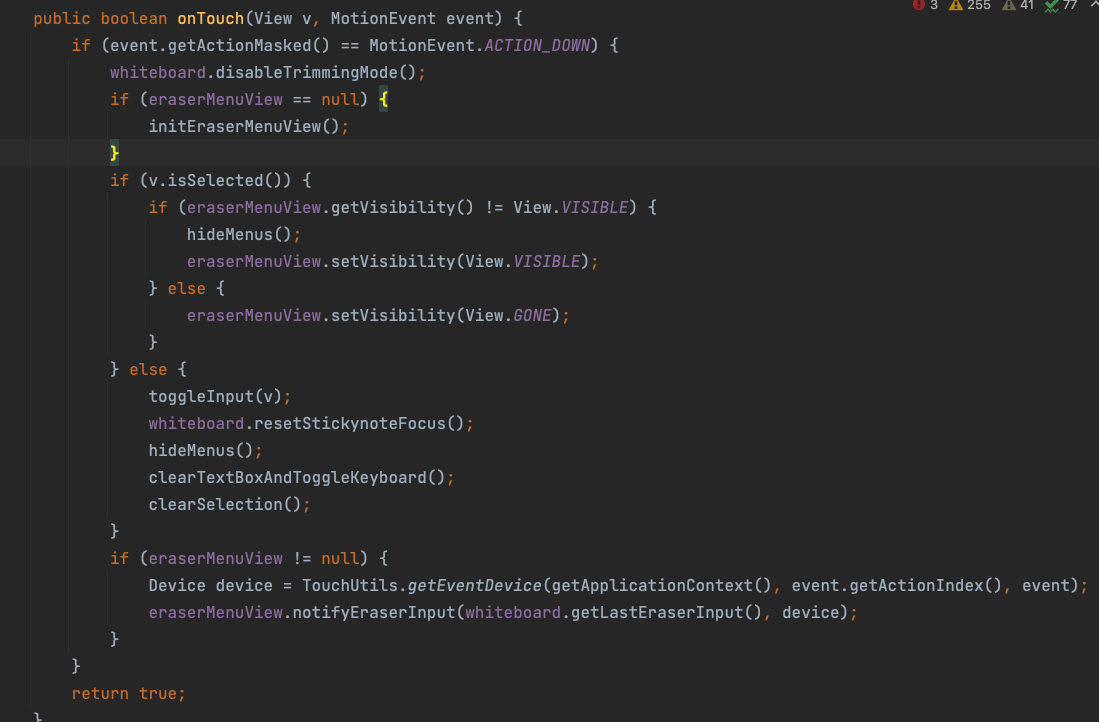 public boolean onTouch(View v, MotionEvent event) {
3 255 41 77
if (event.getActionMasked() == MotionEvent.ACTION_DOWN) {
whiteboard.disableTrimmingMode();
if (eraserMenuView == null) {
initEraserMenuView();
}
if (v.isSelected()) {
if (eraserMenuView.getVisibility() != View.VISIBLE) {
hideMenus();
eraserMenuView.setVisibility(View.VISIBLE);
} else {
eraserMenuView.setVisibility(View.GONE);
}
} else {
toggleInput(v);
whiteboard.resetStickynoteFocus();
hideMenus();
clearTextBoxAndToggleKeyboard();
clearSelection();
}
if (eraserMenuView != null) {
Device device = TouchUtils.getEventDevice(getApplicationContext(), event.getActionIndex(), event);
eraserMenuView.notifyEraserInput(whiteboard.getLastEraserInput(), device);
}
}
return true;
}